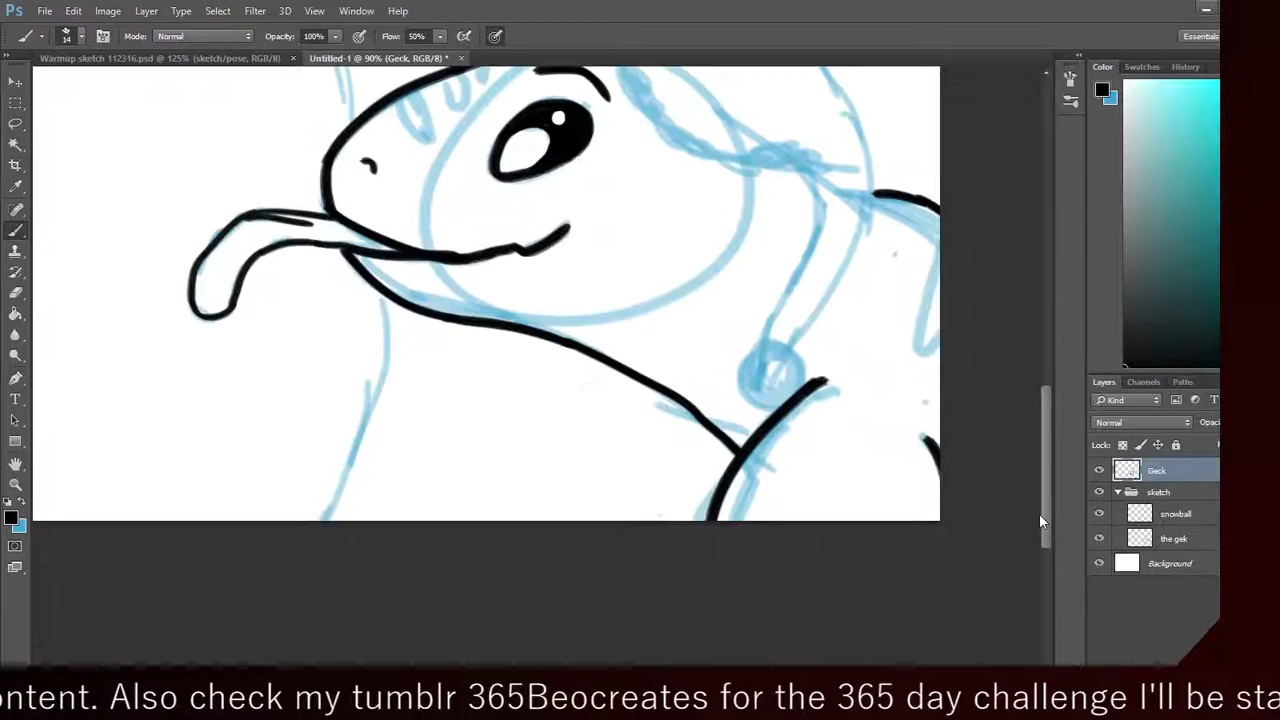 Ps File Edit Image Layer Type Select Filter 3D View Window Help
14 Mode: Normal Opacity: 100% Flow: 50% Essentials
Warmup sketch 112316.psd @ 125% (sketch/pose, RGB/8) × Untitled-1 @ 90% (Geck, RGB/8) * ×
Color Swatches History
Layers Channels Paths
Kind
Normal Opac
Lock:
Geck
sketch
snowball
the gek
Background
ontent. Also check my tumblr 365Beocreates for the 365 day challenge I'll be sta